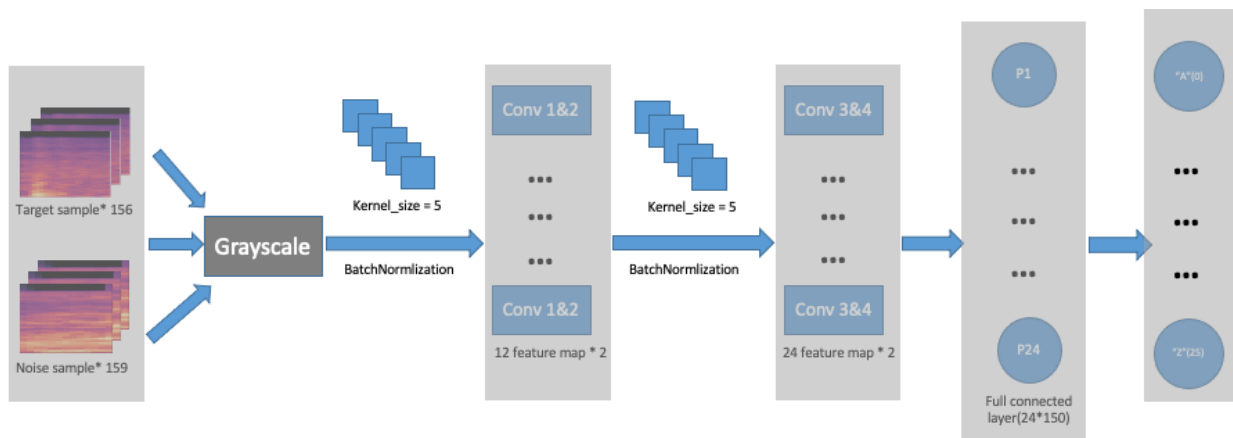 Target sample* 156
Noise sample* 159
Grayscale
Kernel_size = 5
BatchNormlization
Conv 1&2
...
...
...
Conv 1&2
12 feature map * 2
Kernel_size = 5
BatchNormlization
Conv 3&4
...
...
...
Conv 3&4
24 feature map * 2
P1
...
...
...
P24
Full connected
layer(24*150)
"A"(0)
...
...
...
"Z"(25)